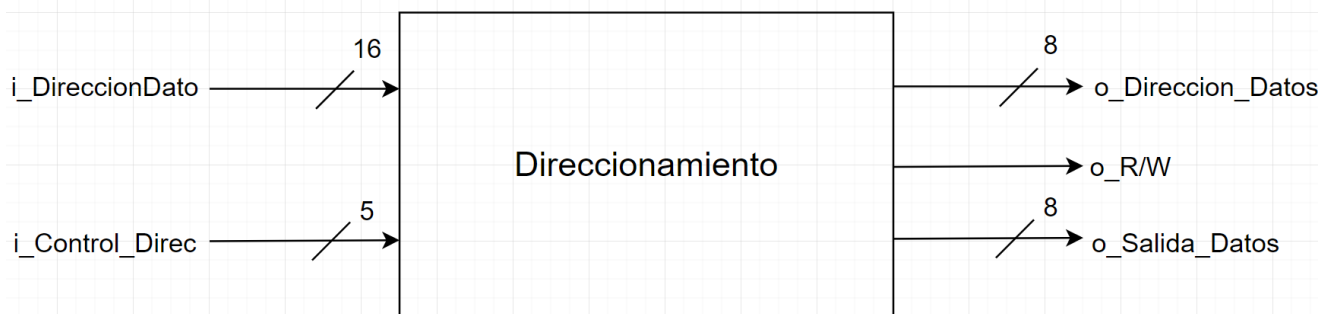 16
i_DireccionDato
5
i_Control_Direc
Direccionamiento
8
o_Direccion_Datos
o_R/W
8
o_Salida_Datos